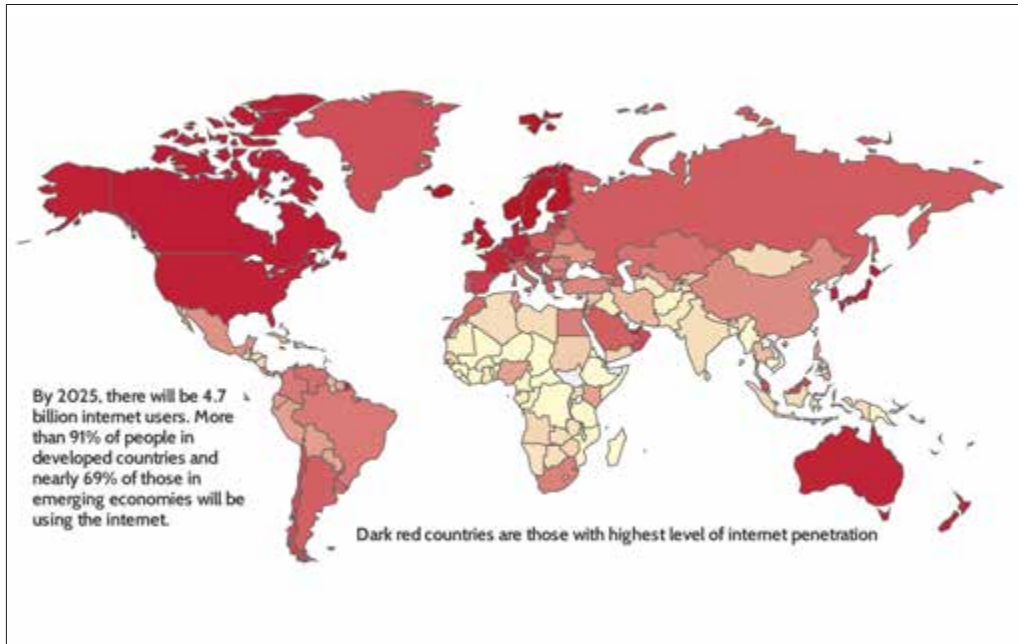 By 2025, there will be 4.7
billion internet users. More
than 91% of people in
developed countries and
nearly 69% of those in
emerging economies will be
using the internet.
Dark red countries are those with highest level of internet penetration